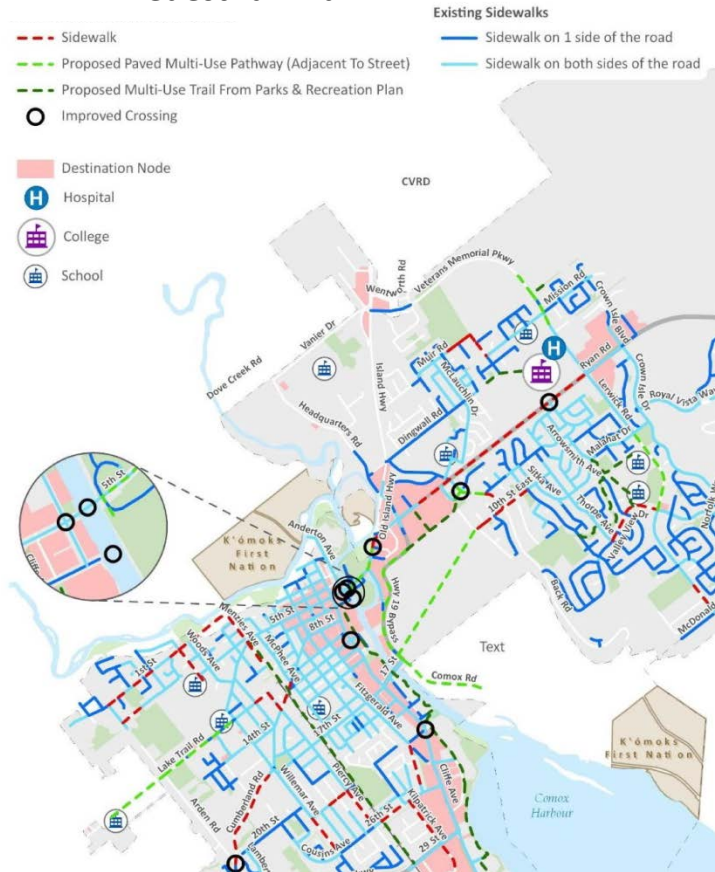 Existing Sidewalks
Sidewalk
Sidewalk on 1 side of the road
Proposed Paved Multi-Use Pathway (Adjacent To Street)
Sidewalk on both sides of the road
Proposed Multi-Use Trail From Parks & Recreation Plan
Improved Crossing
Destination Node
H
Hospital
College
School
CVRD
Wentworth Rd
Veterans Memorial Pkwy
Mission Rd
Crown Isle Blvd
Vanier Dr
Dove Creek Rd
Island Hwy
Muir Rd
McLauchlin Dr
H
Ryan Rd
Crown Isle Dr
Lerwick Rd
Royal Vista Wa
Headquarters Rd
Dingwall Rd
Arrowsmith Ave
Malahat Dr
Sitka Ave
10th St East
Thorpe Ave
Valley View Dr
Norfolk W
Old Island Hwy
5th St
Cliffe
Anderton Ave
K'ómoks
First
Nation
Back Rd
McDonald
Hwy 19 Bypass
5th St
8th St
Menzies Ave
McPhee Ave
Woods Ave
1st St
Text
17 St
Comox Rd
Fitzgerald Ave
17th St
14th St
Lake Trail Rd
K'ómoks
First Nation
Arden Rd
Cumberland Rd
Willemar Ave
Piercy Ave
Cliffe Ave
Kilpatrick Ave
20th St
26th St
Cousins Ave
29 St
Comox
Harbour